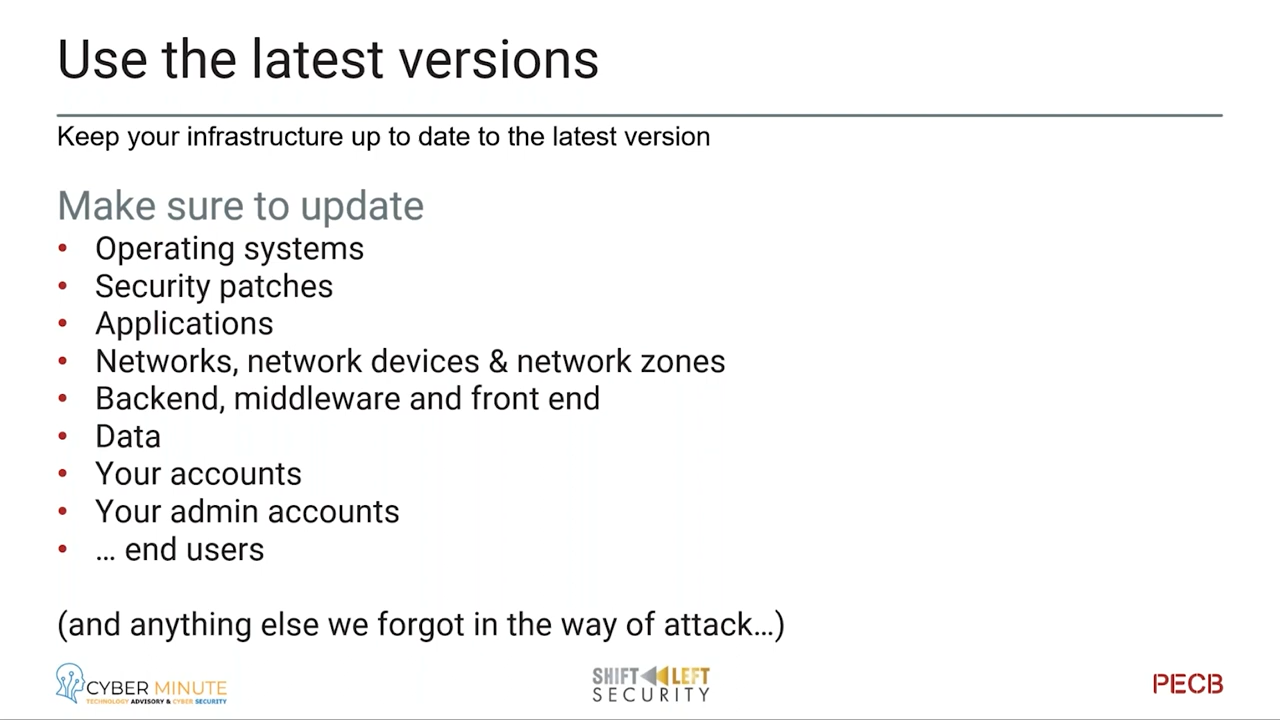 Use the latest versions
Keep your infrastructure up to date to the latest version
Make sure to update
• Operating systems
• Security patches
• Applications
• Networks, network devices & network zones
• Backend, middleware and front end
• Data
• Your accounts
• Your admin accounts
• … end users
(and anything else we forgot in the way of attack…)
CYBER MINUTE
TECHNOLOGY ADVISORY & CYBER SECURITY
SHIFT LEFT
SECURITY
PECB